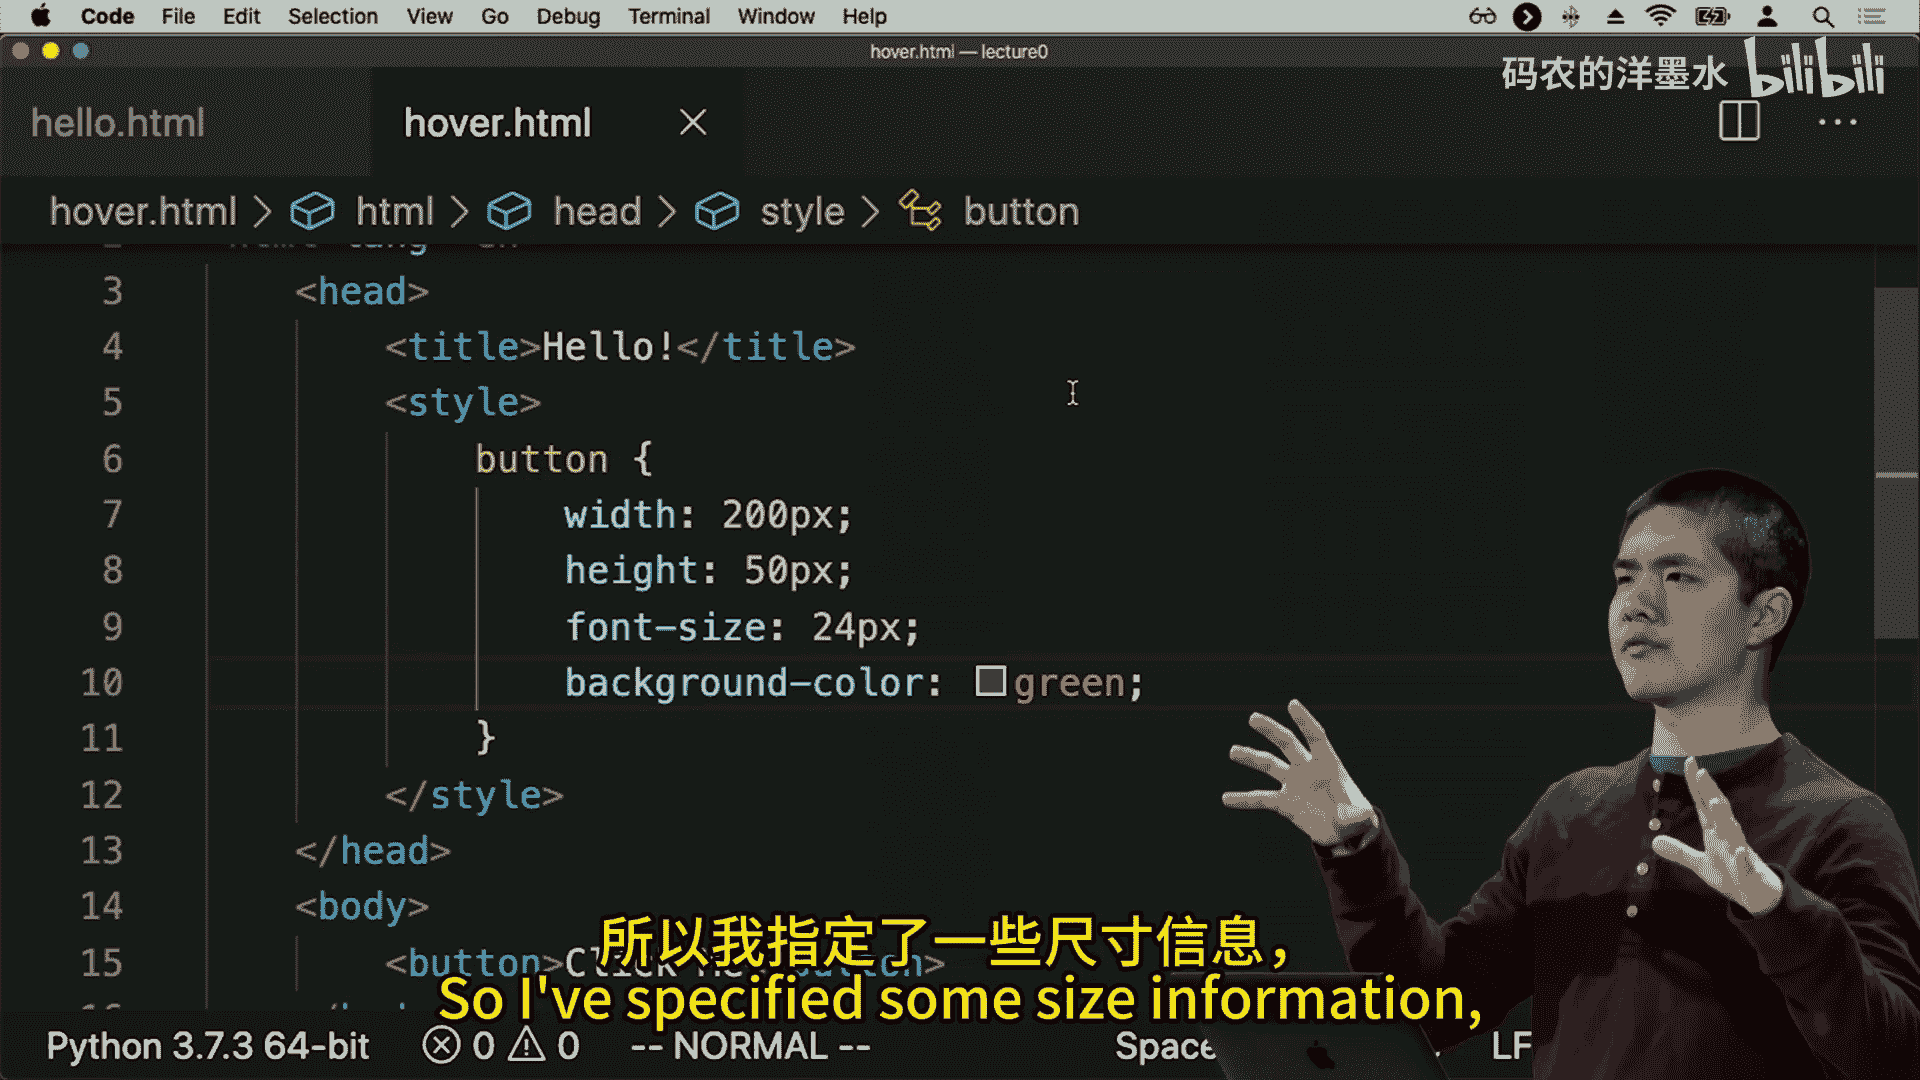 Code File Edit Selection View Go Debug Terminal Window Help
hover.html — lecture0
码农的洋墨水 bilibili
hello.html hover.html
hover.html > html > head > style > button
3 <head>
4 <title>Hello!</title>
5 <style>
6 button {
7 width: 200px;
8 height: 50px;
9 font-size: 24px;
10 background-color: green;
11 }
12 </style>
13 </head>
14 <body>
15 <button>Click
所以我指定了一些尺寸信息，
So I've specified some size information,
Python 3.7.3 64-bit 0 0 -- NORMAL -- LF